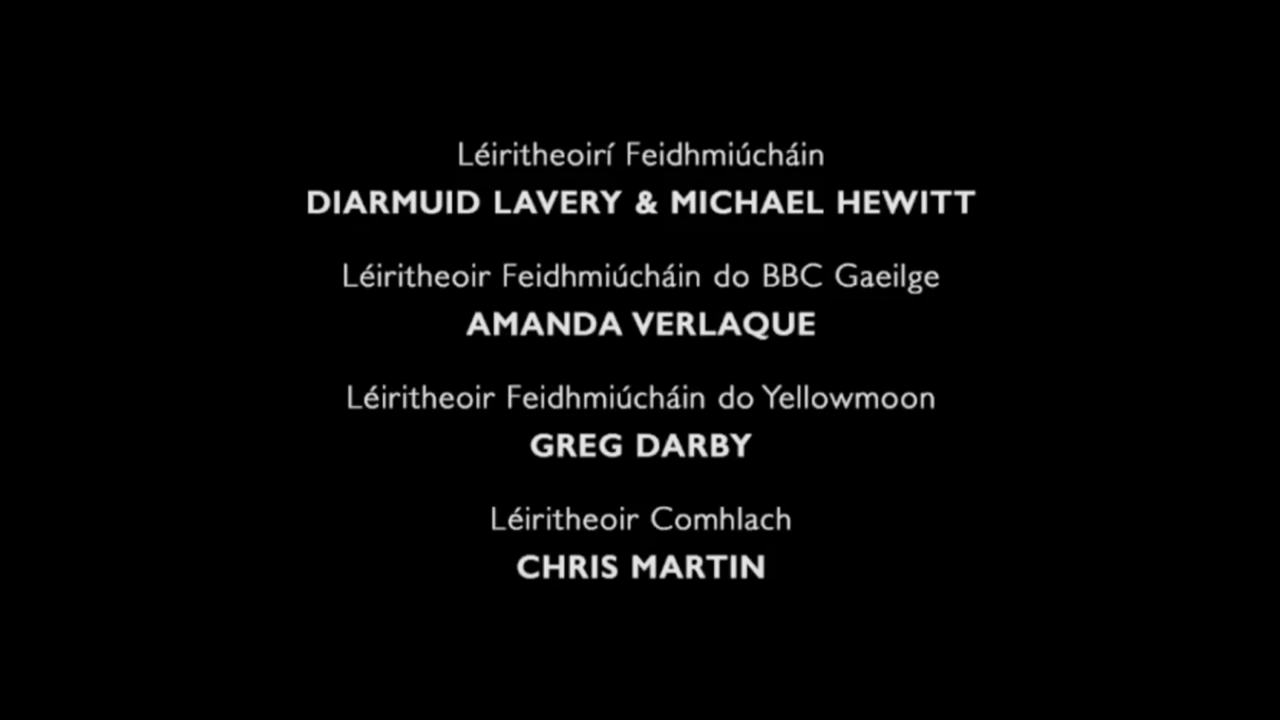 Léiritheoirí Feidhmiúcháin
DIARMUID LAVERY & MICHAEL HEWITT
Léiritheoir Feidhmiúcháin do BBC Gaeilge
AMANDA VERLAQUE
Léiritheoir Feidhmiúcháin do Yellowmoon
GREG DARBY
Léiritheoir Comhlach
CHRIS MARTIN